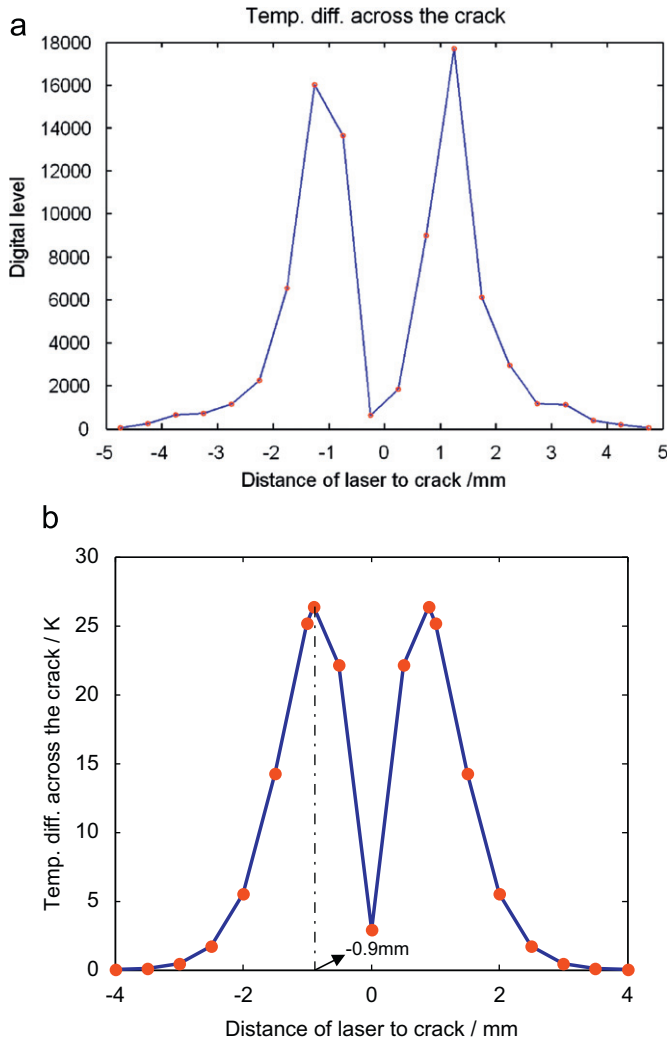 a
Temp. diff. across the crack
18000
16000
14000
12000
10000
8000
6000
4000
2000
0
Digital level
-5 -4 -3 -2 -1 0 1 2 3 4 5
Distance of laser to crack /mm
b
30
25
20
15
10
5
0
Temp. diff. across the crack / K
-0.9mm
-4 -2 0 2 4
Distance of laser to crack / mm